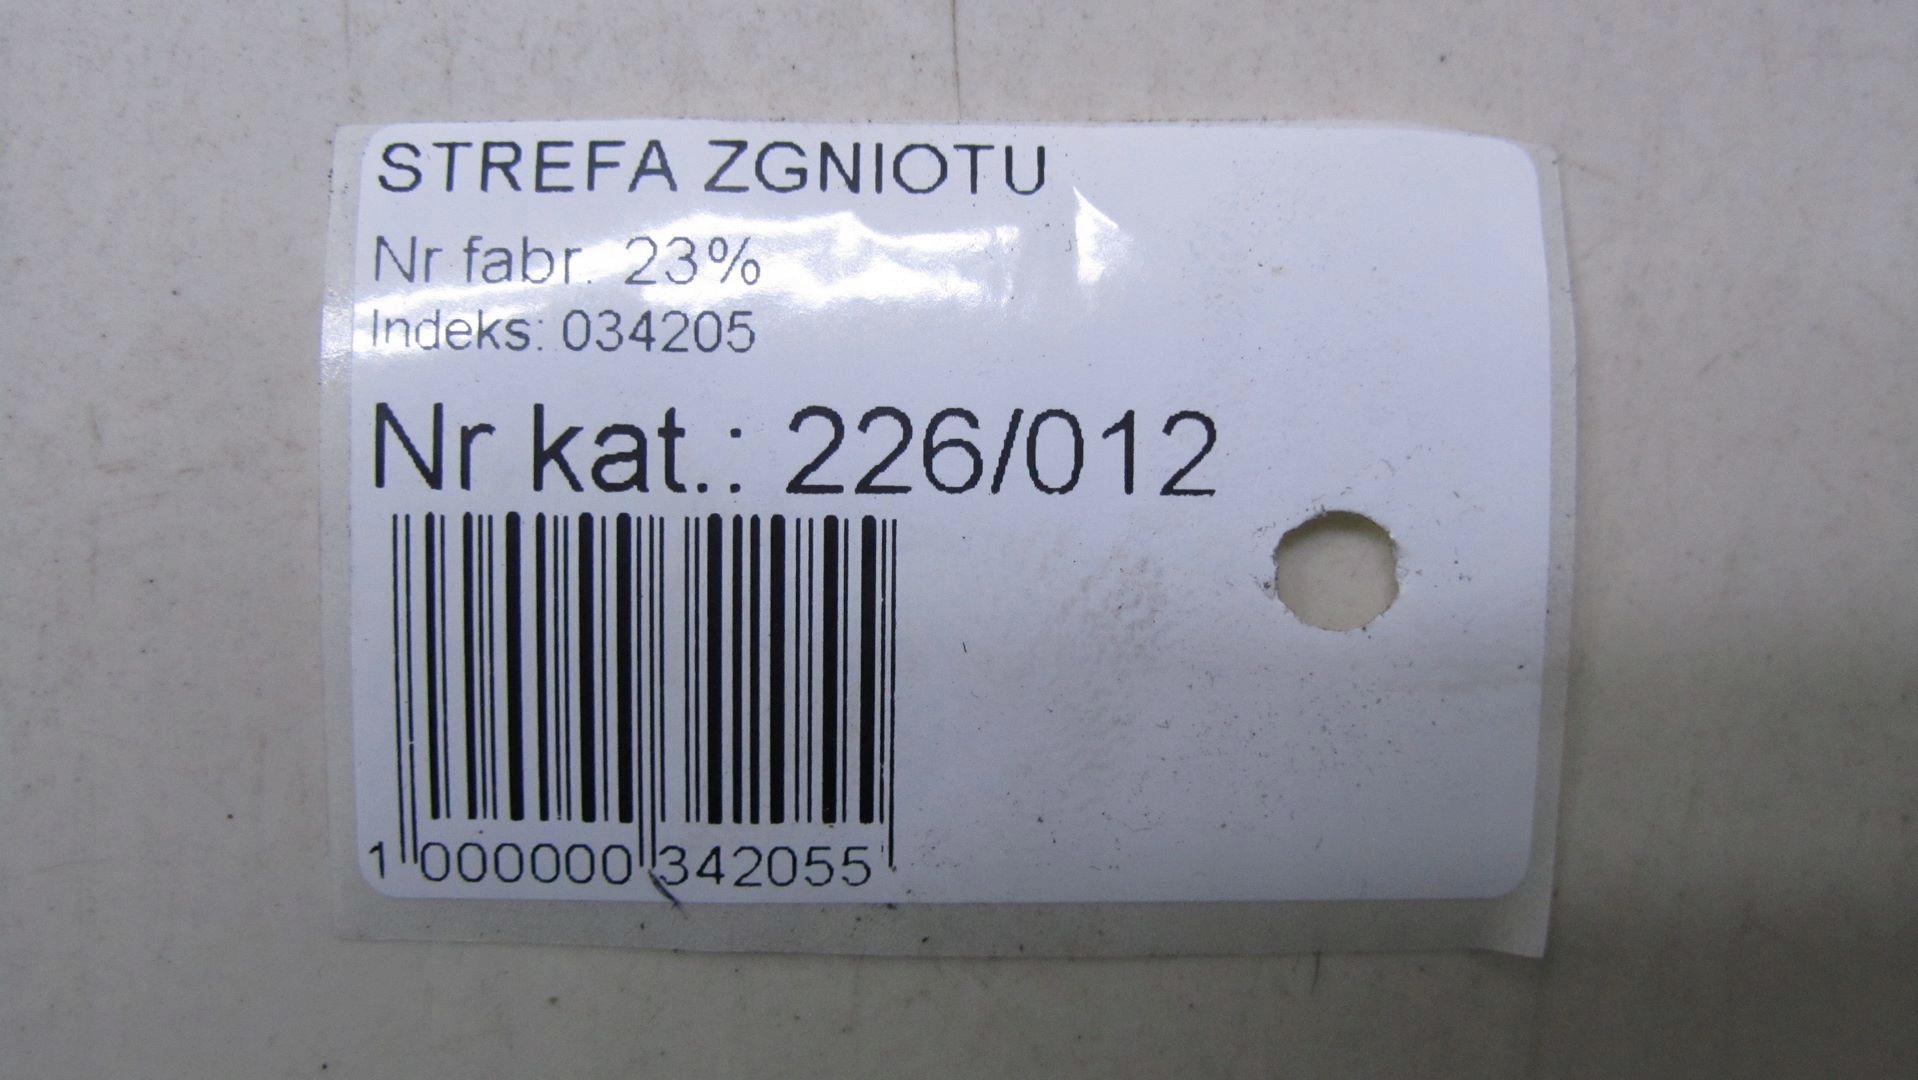 STREFA ZGNIOTU
Nr fabr.: 23%
Indeks: 034205
Nr kat.: 226/012
1 000000 342055